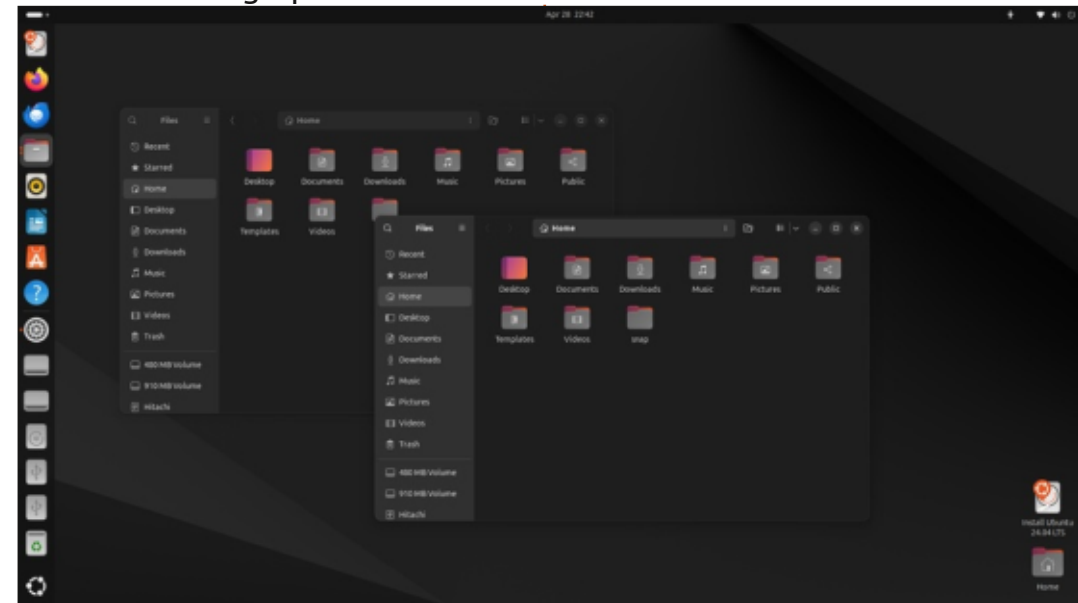 Apr 28 22:42
Files
Home
Recent
Starred
Home
Desktop
Documents
Downloads
Music
Pictures
Videos
Trash
480 MB Volume
910 MB Volume
Hitachi
Desktop
Documents
Downloads
Music
Pictures
Public
Templates
Videos
Files
Home
Recent
Starred
Home
Desktop
Documents
Downloads
Music
Pictures
Videos
Trash
480 MB Volume
910 MB Volume
Hitachi
Desktop
Documents
Downloads
Music
Pictures
Public
Templates
Videos
snap
Install Ubuntu
24.04 LTS
Home